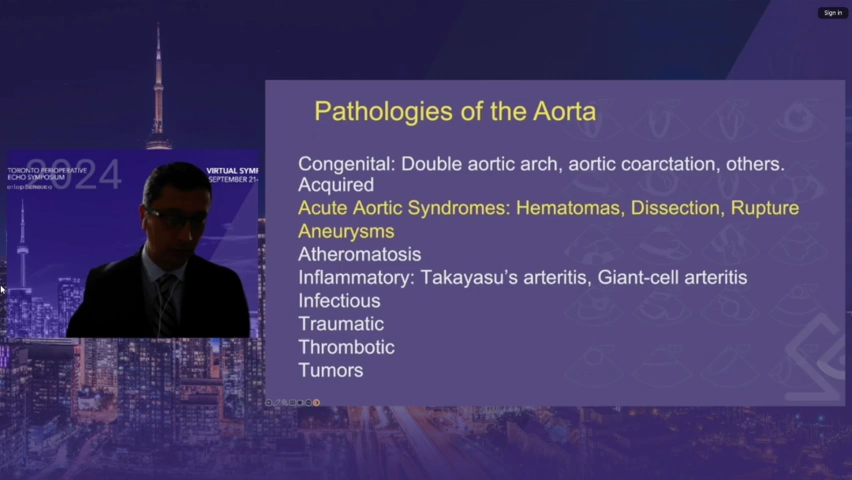 Sign in
Pathologies of the Aorta
Congenital: Double aortic arch, aortic coarctation, others.
Acquired
Acute Aortic Syndromes: Hematomas, Dissection, Rupture
Aneurysms
Atheromatosis
Inflammatory: Takayasu's arteritis, Giant-cell arteritis
Infectious
Traumatic
Thrombotic
Tumors
2024
TORONTO PERIOPERATIVE
ECHO SYMPOSIUM
VIRTUAL SYM
SEPTEMBER 21-